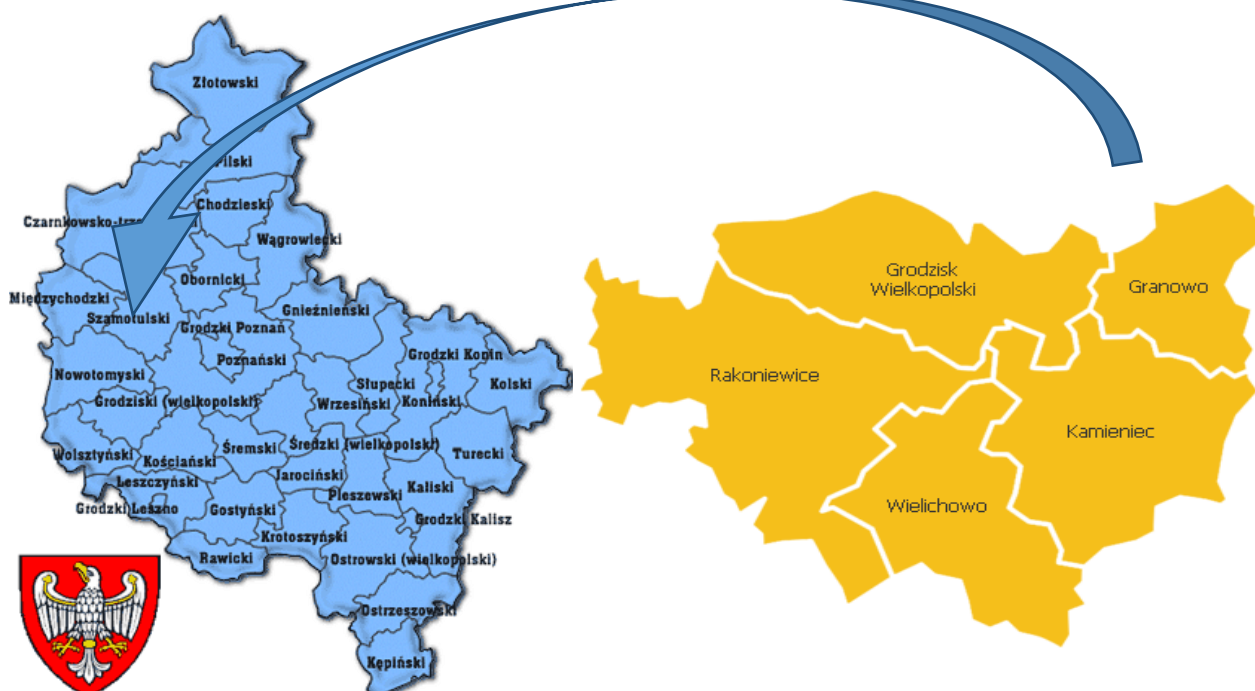 Złotowski
Pilski
Chodzieski
Wągrowiecki
Obornicki
Międzychodzki
Szamotulski
Gnieźnieński
Grodzki Poznań
Poznański
Grodzki Konin
Nowotomyski
Słupecki
Kolski
Grodziski (wielkopolski)
Wrzesiński
Koniński
Wolsztyński
Kościański
Śremski
Średzki (wielkopolski)
Turecki
Leszczyński
Jarociński
Pleszewski
Kaliski
Grodzki Leszno
Gostyński
Grodzki Kalisz
Krotoszyński
Rawicki
Ostrowski (wielkopolski)
Ostrzeszowski
Kępiński
Grodzisk
Wielkopolski
Granowo
Rakoniewice
Kamieniec
Wielichowo